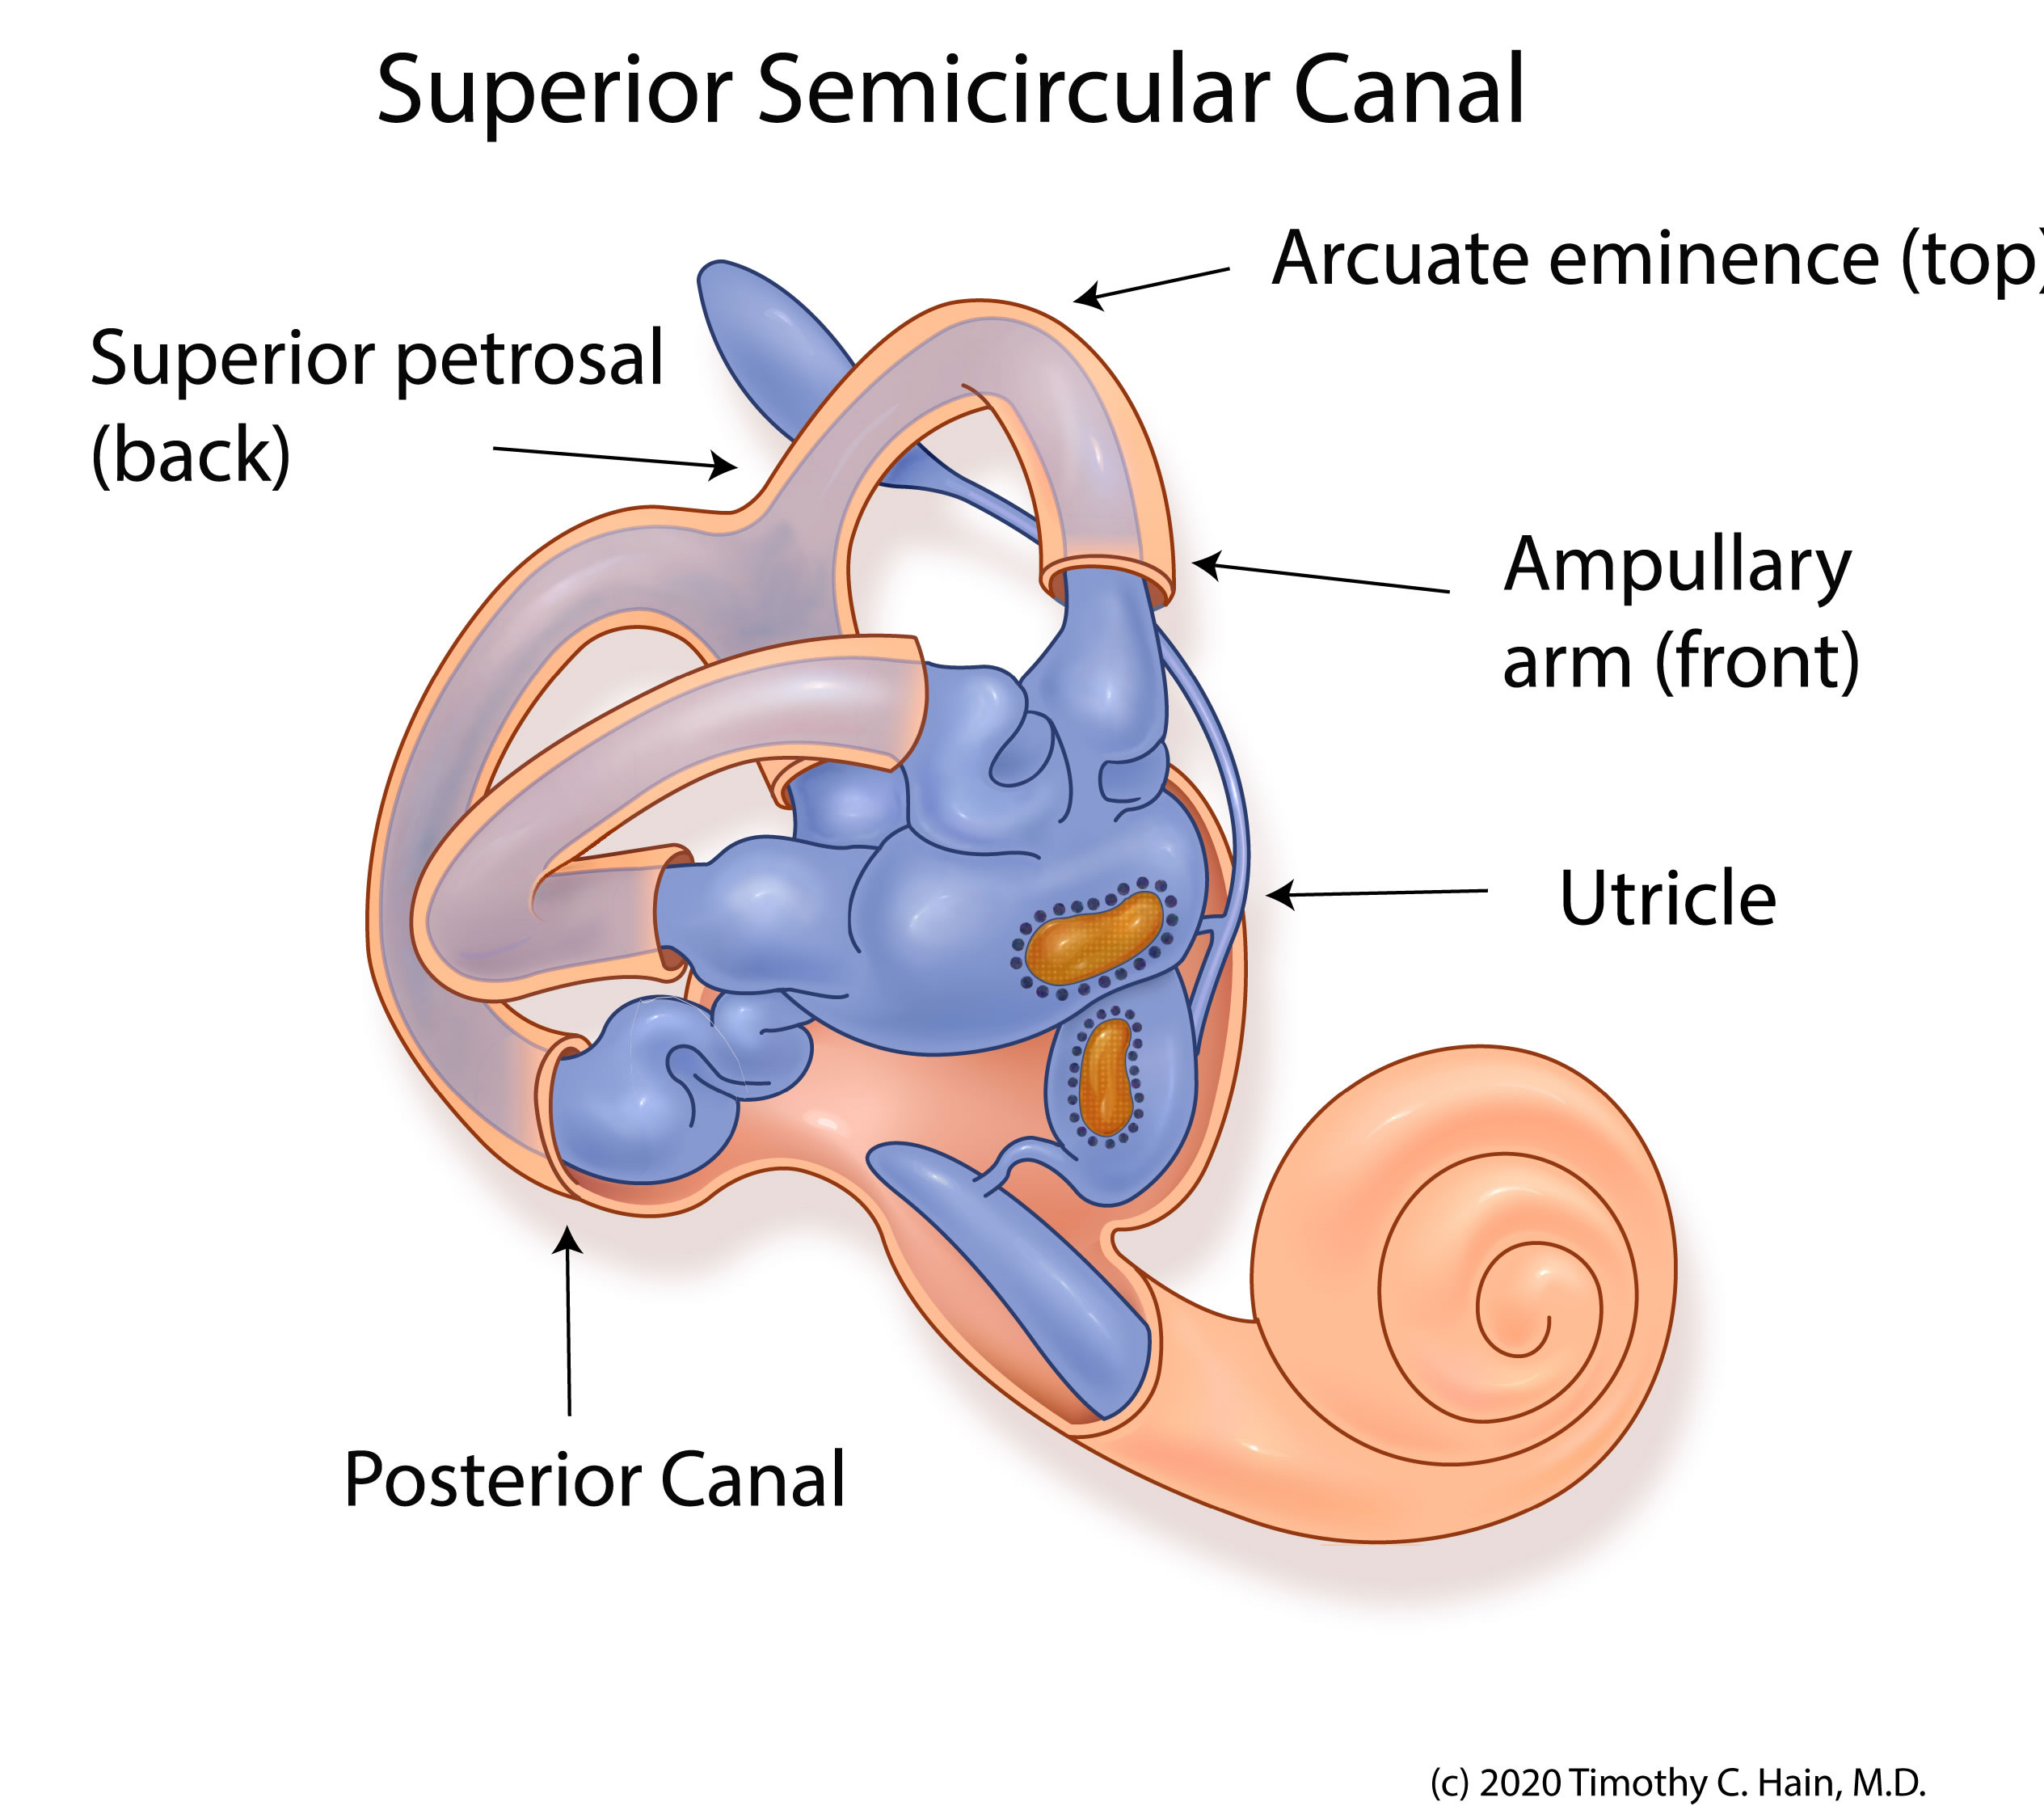 Superior Semicircular Canal
Arcuate eminence (top)
Superior petrosal
(back)
Ampullary
arm (front)
Utricle
Posterior Canal
(c) 2020 Timothy C. Hain, M.D.